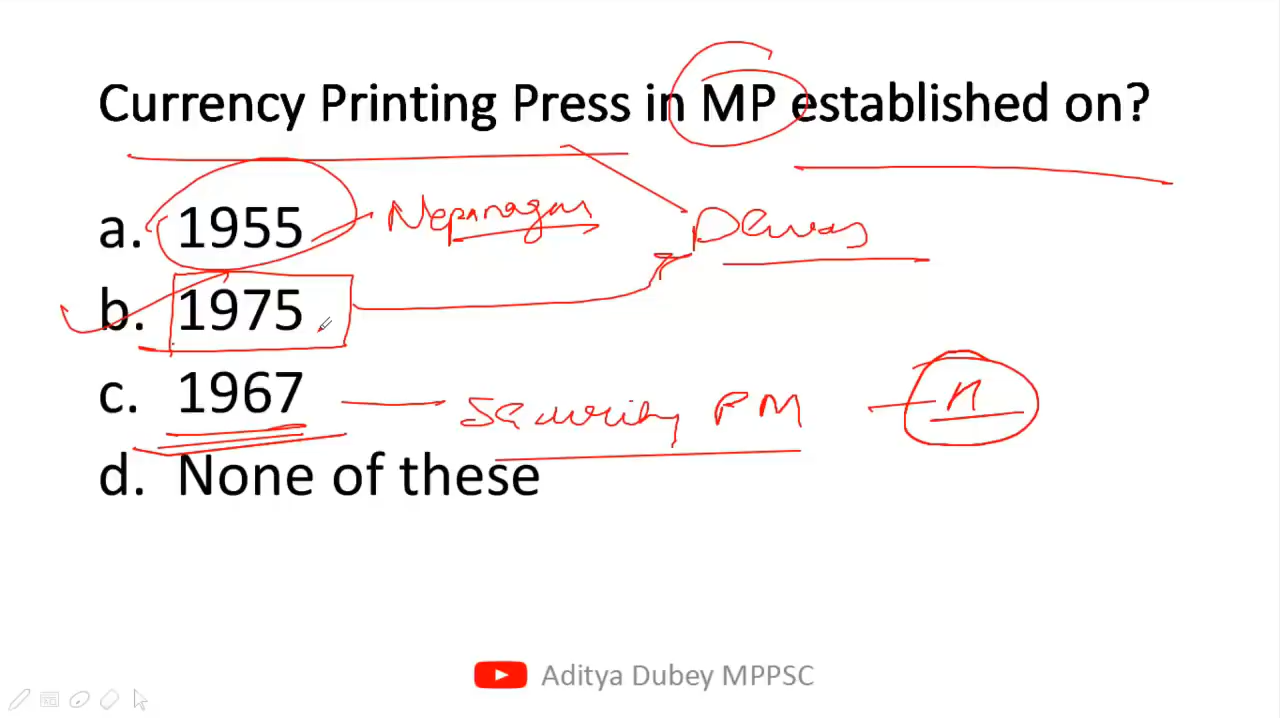 Currency Printing Press in MP established on?
a. 1955 Nepanagar Dewas
b. 1975
c. 1967 Security PM n
d. None of these
Aditya Dubey MPPSC